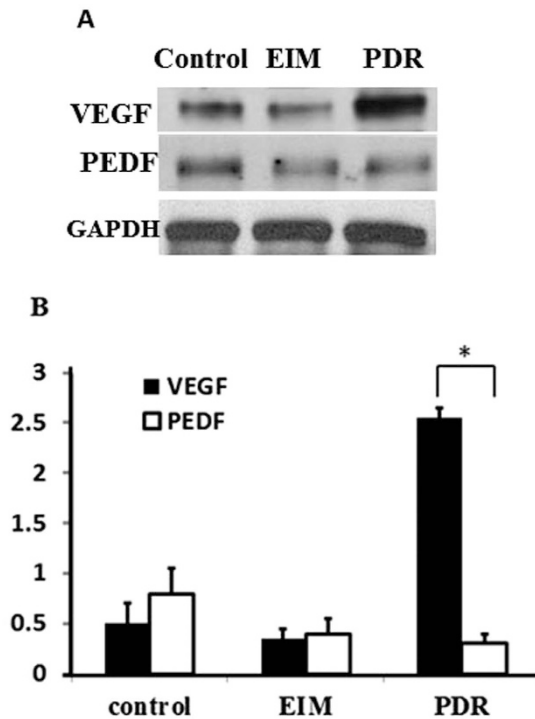 A
Control EIM PDR
VEGF
PEDF
GAPDH
B
3
2.5
2
1.5
1
0.5
0
VEGF
PEDF
*
control EIM PDR